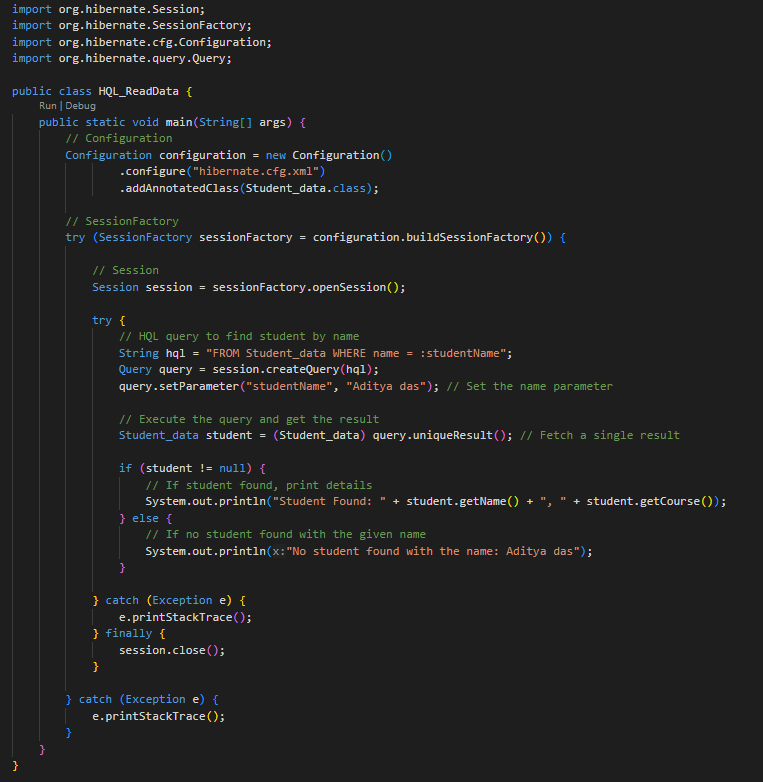 import org.hibernate.Session;
import org.hibernate.SessionFactory;
import org.hibernate.cfg.Configuration;
import org.hibernate.query.Query;

public class HQL_ReadData {
    Run | Debug
    public static void main(String[] args) {
        // Configuration
        Configuration configuration = new Configuration()
                .configure("hibernate.cfg.xml")
                .addAnnotatedClass(Student_data.class);

        // SessionFactory
        try (SessionFactory sessionFactory = configuration.buildSessionFactory()) {

            // Session
            Session session = sessionFactory.openSession();

            try {
                // HQL query to find student by name
                String hql = "FROM Student_data WHERE name = :studentName";
                Query query = session.createQuery(hql);
                query.setParameter("studentName", "Aditya das"); // Set the name parameter

                // Execute the query and get the result
                Student_data student = (Student_data) query.uniqueResult(); // Fetch a single result

                if (student != null) {
                    // If student found, print details
                    System.out.println("Student Found: " + student.getName() + ", " + student.getCourse());
                } else {
                    // If no student found with the given name
                    System.out.println(x:"No student found with the name: Aditya das");
                }

            } catch (Exception e) {
                e.printStackTrace();
            } finally {
                session.close();
            }

        } catch (Exception e) {
            e.printStackTrace();
        }
    }
}